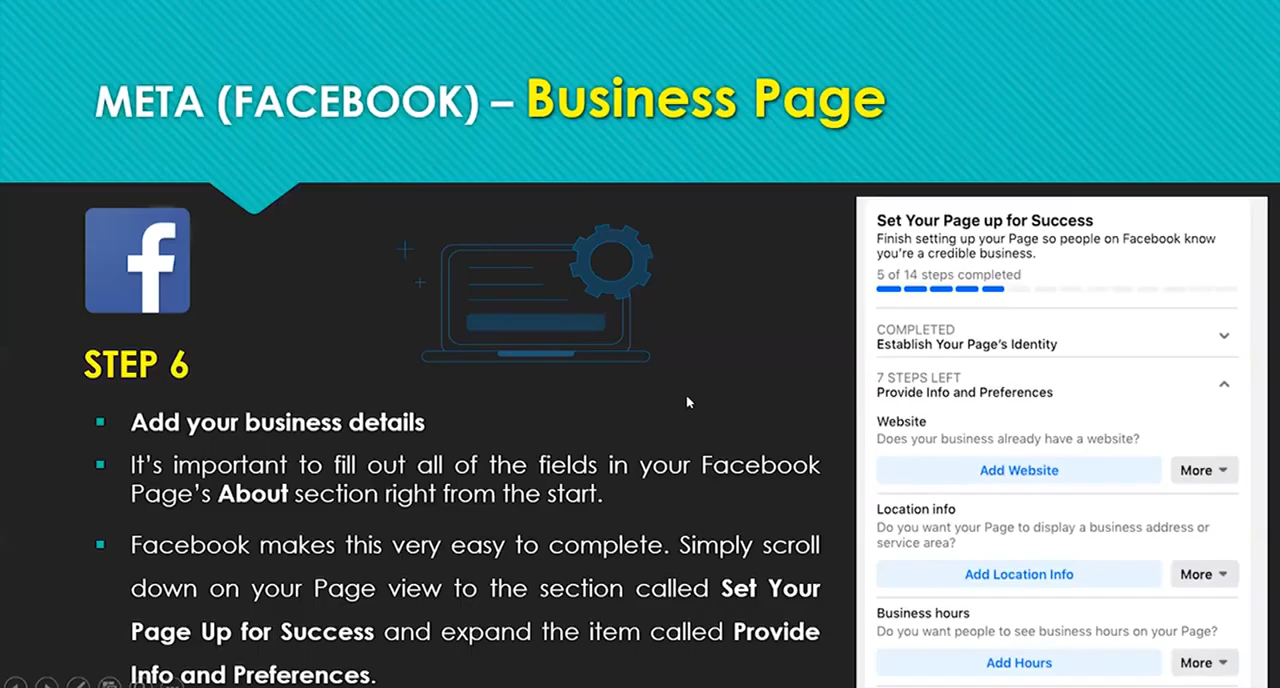 META (FACEBOOK) – Business Page
STEP 6
Add your business details
It's important to fill out all of the fields in your Facebook
Page's About section right from the start.
Facebook makes this very easy to complete. Simply scroll
down on your Page view to the section called Set Your
Page Up for Success and expand the item called Provide
Info and Preferences.
Set Your Page up for Success
Finish setting up your Page so people on Facebook know
you're a credible business.
5 of 14 steps completed
COMPLETED
Establish Your Page's Identity
7 STEPS LEFT
Provide Info and Preferences
Website
Does your business already have a website?
Add Website More
Location info
Do you want your Page to display a business address or
service area?
Add Location Info More
Business hours
Do you want people to see business hours on your Page?
Add Hours More